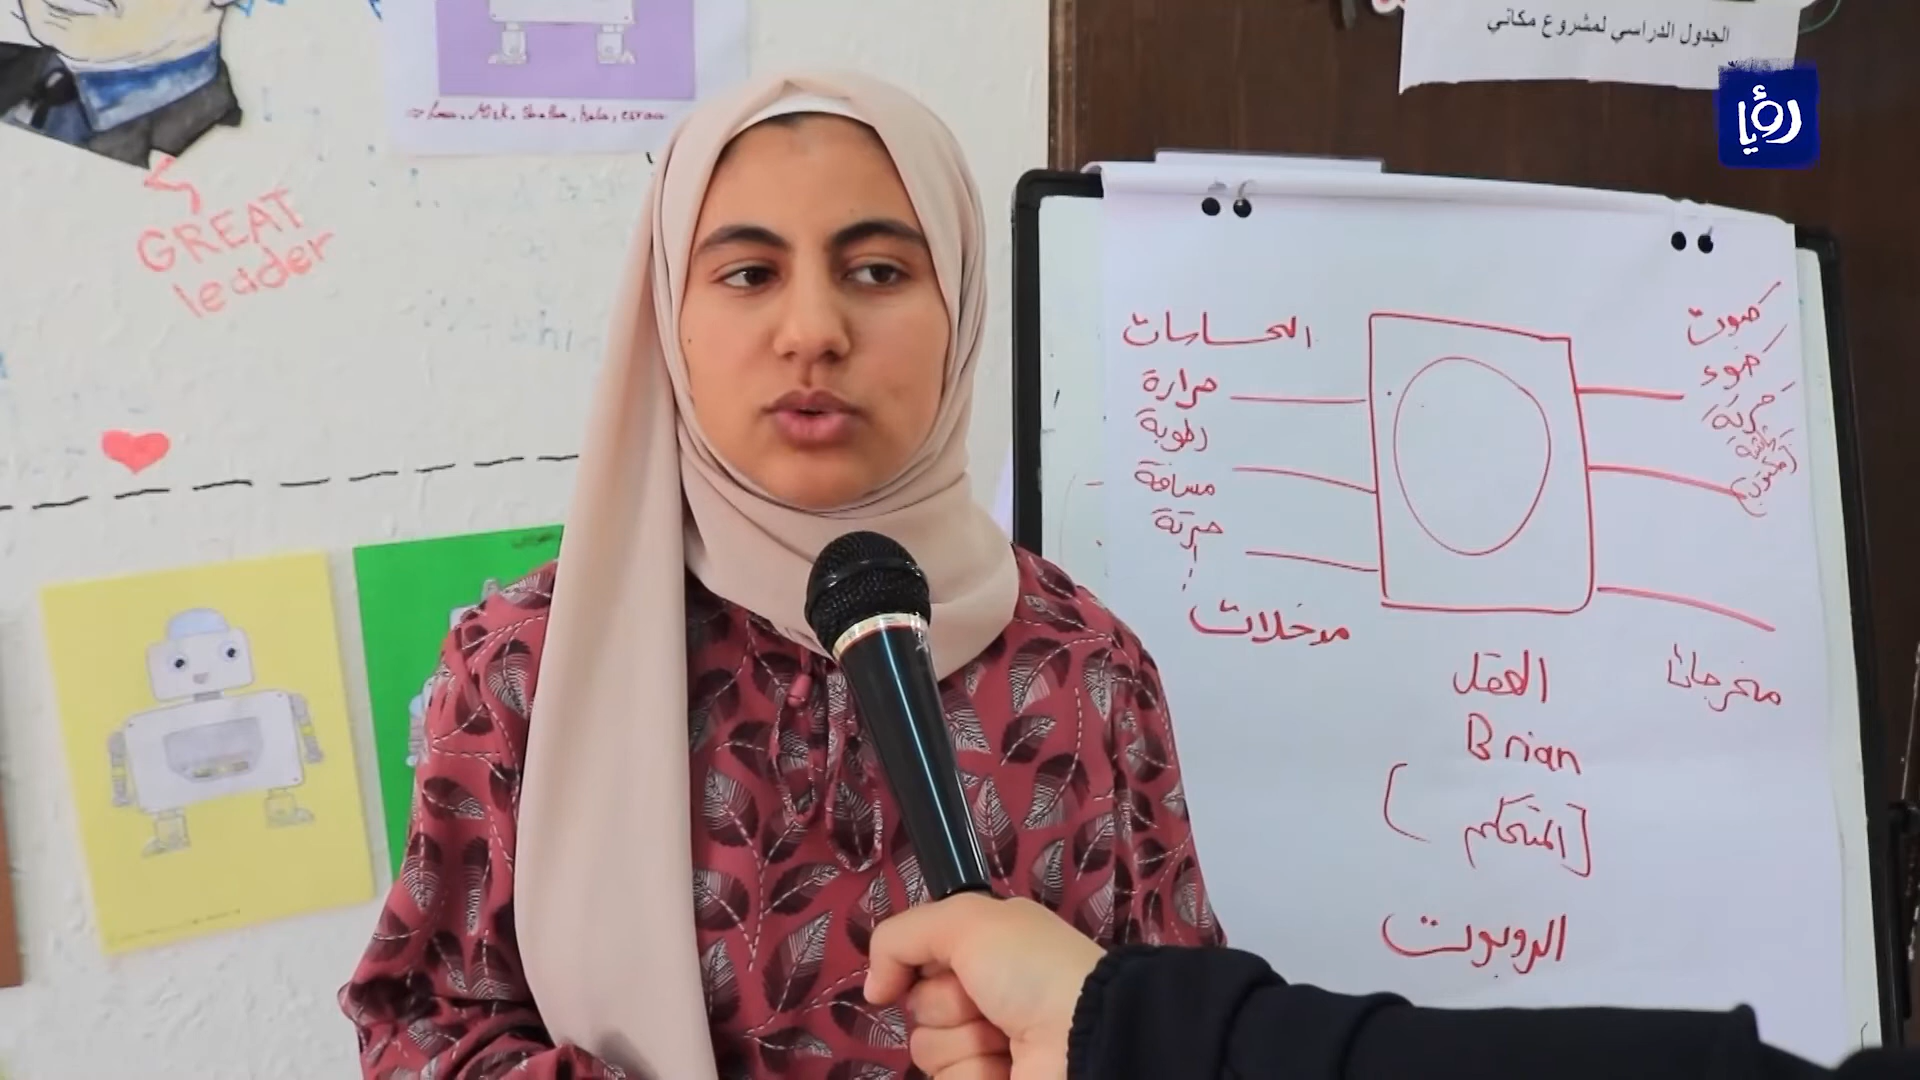 الجدول الدراسي لمشروع مكاني
رؤيا
GREAT
leader
الحساسات
حرارة
رطوبة
مسافة
حركة
مدخلات
صوت
ضوء
حركة
شاشة
مخرجات
العقل
Brian
[المتحكم]
الروبوت